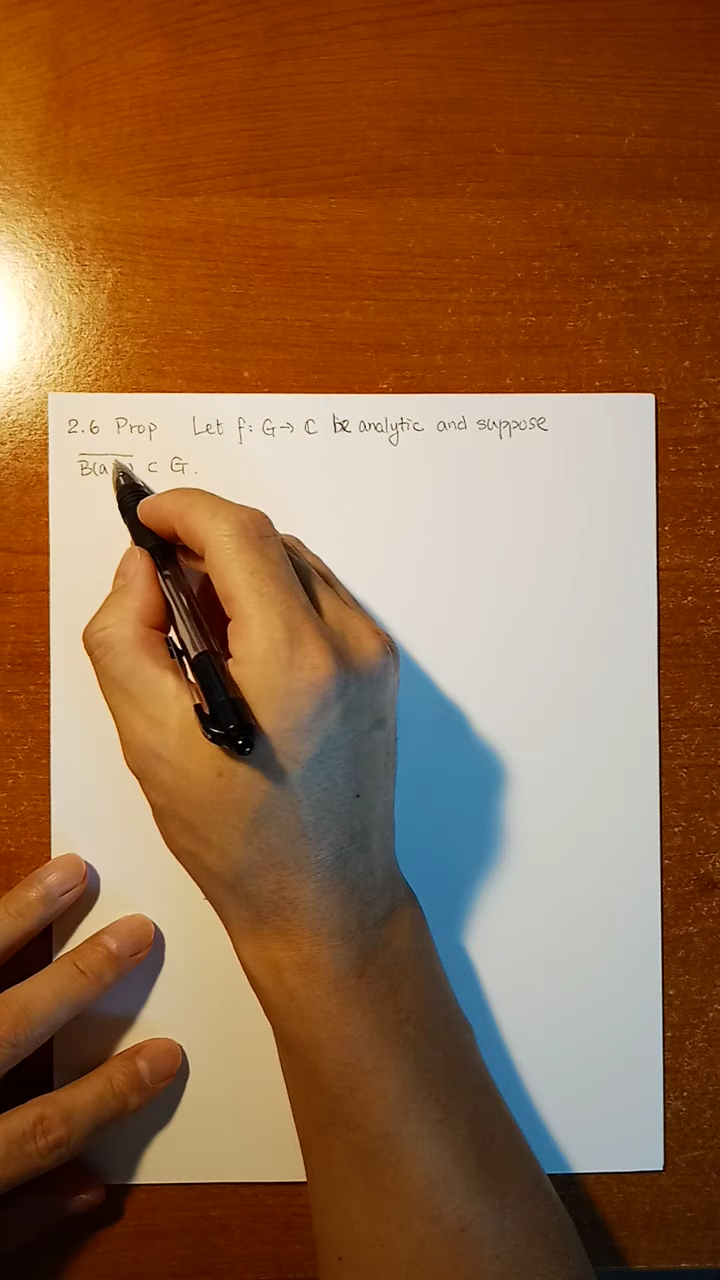 2.6 Prop Let f: G → ℂ be analytic and suppose
B(a ⊂ G.